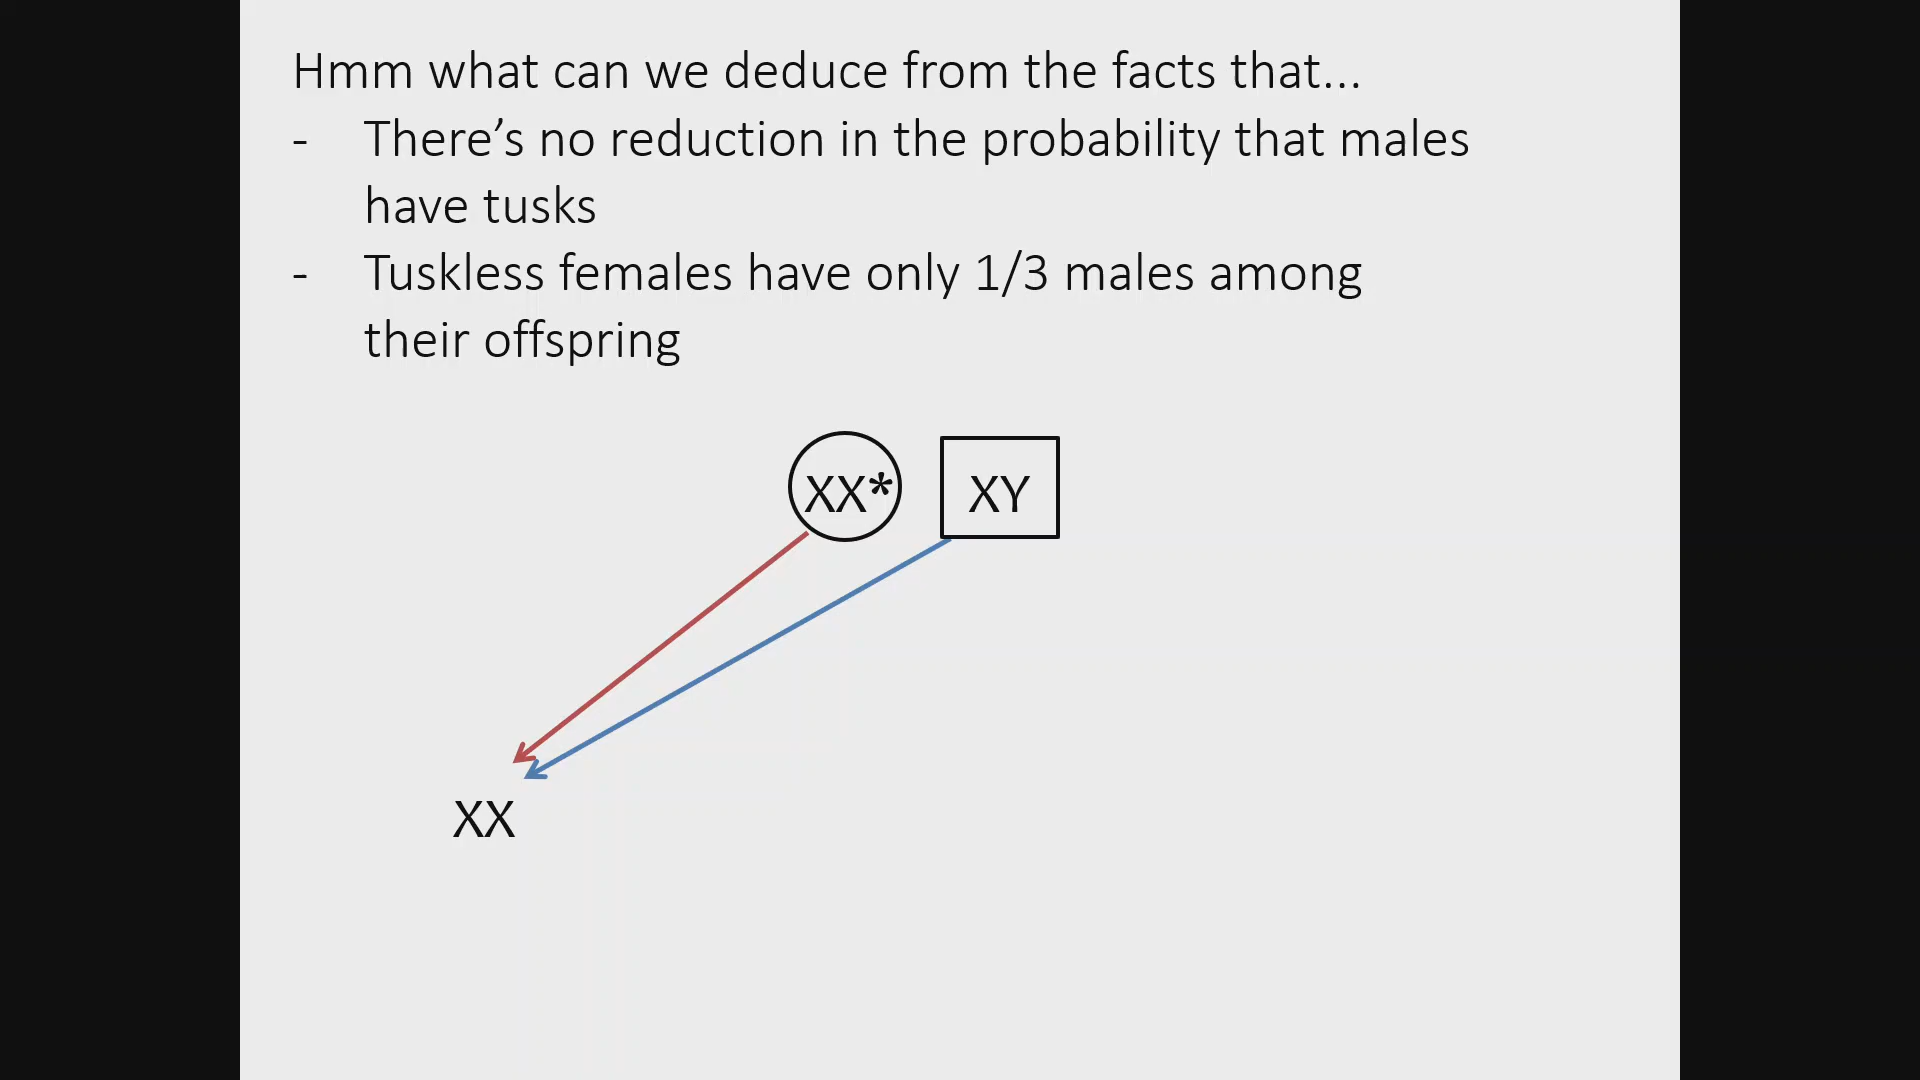 Hmm what can we deduce from the facts that...
- There’s no reduction in the probability that males
have tusks
- Tuskless females have only 1/3 males among
their offspring
XX* XY
XX